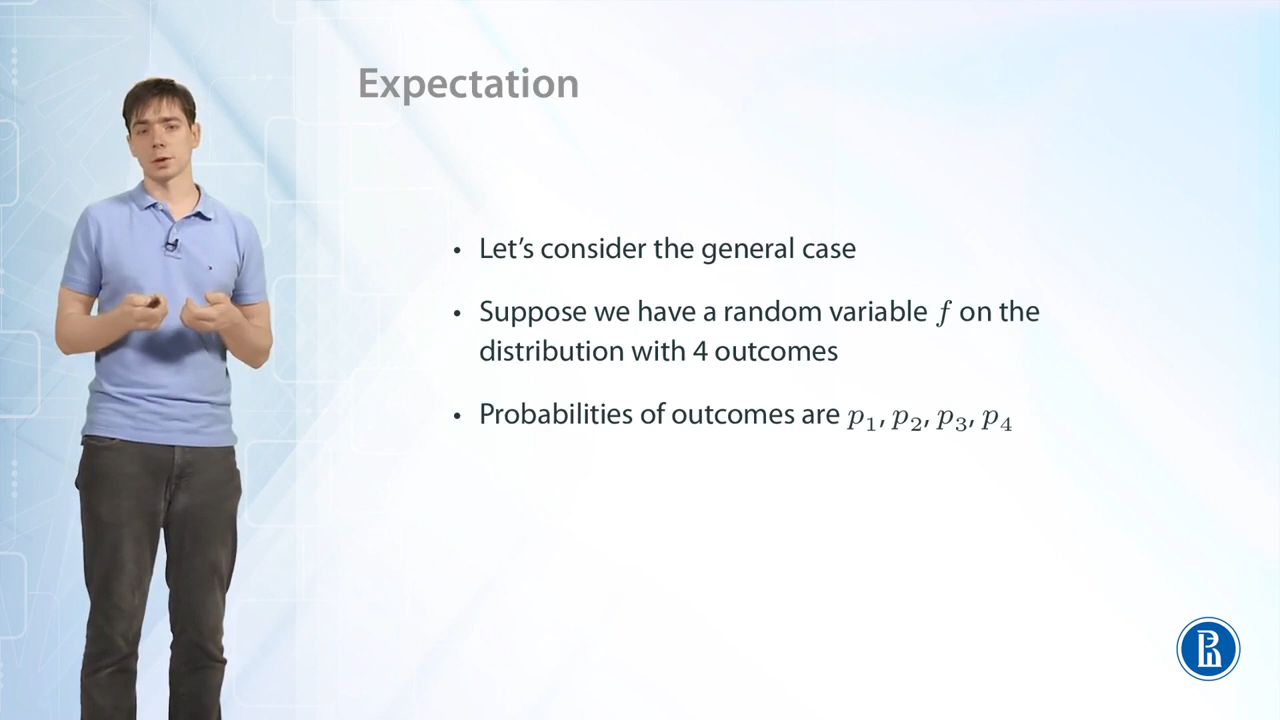 Expectation
• Let's consider the general case
• Suppose we have a random variable f on the
distribution with 4 outcomes
• Probabilities of outcomes are p₁, p₂, p₃, p₄